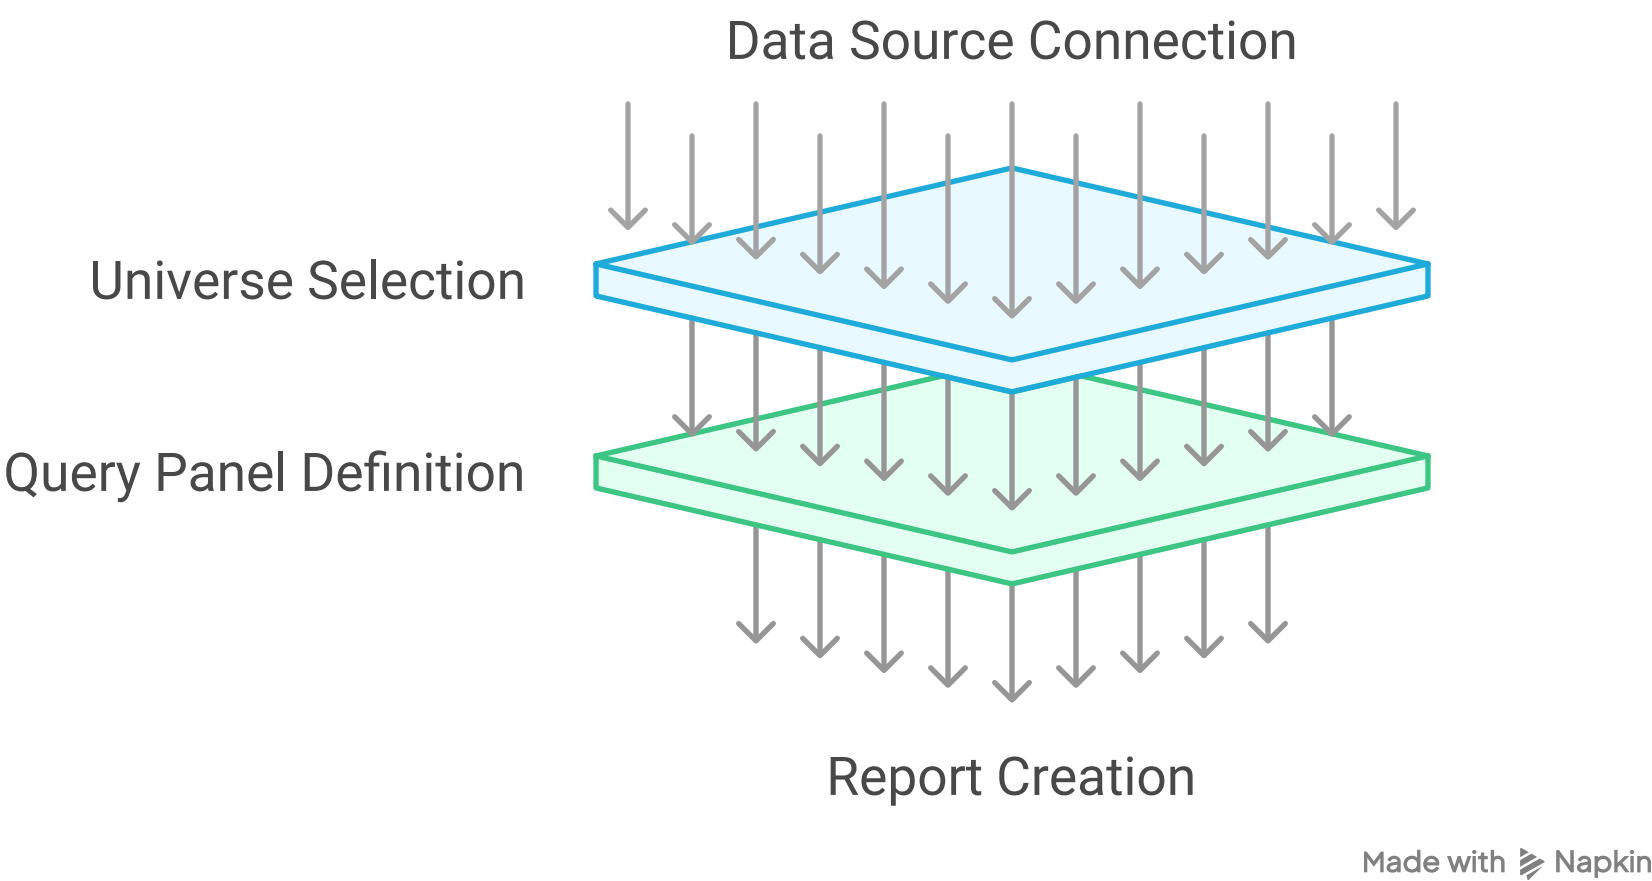 Data Source Connection
Universe Selection
Query Panel Definition
Report Creation
Made with Napkin